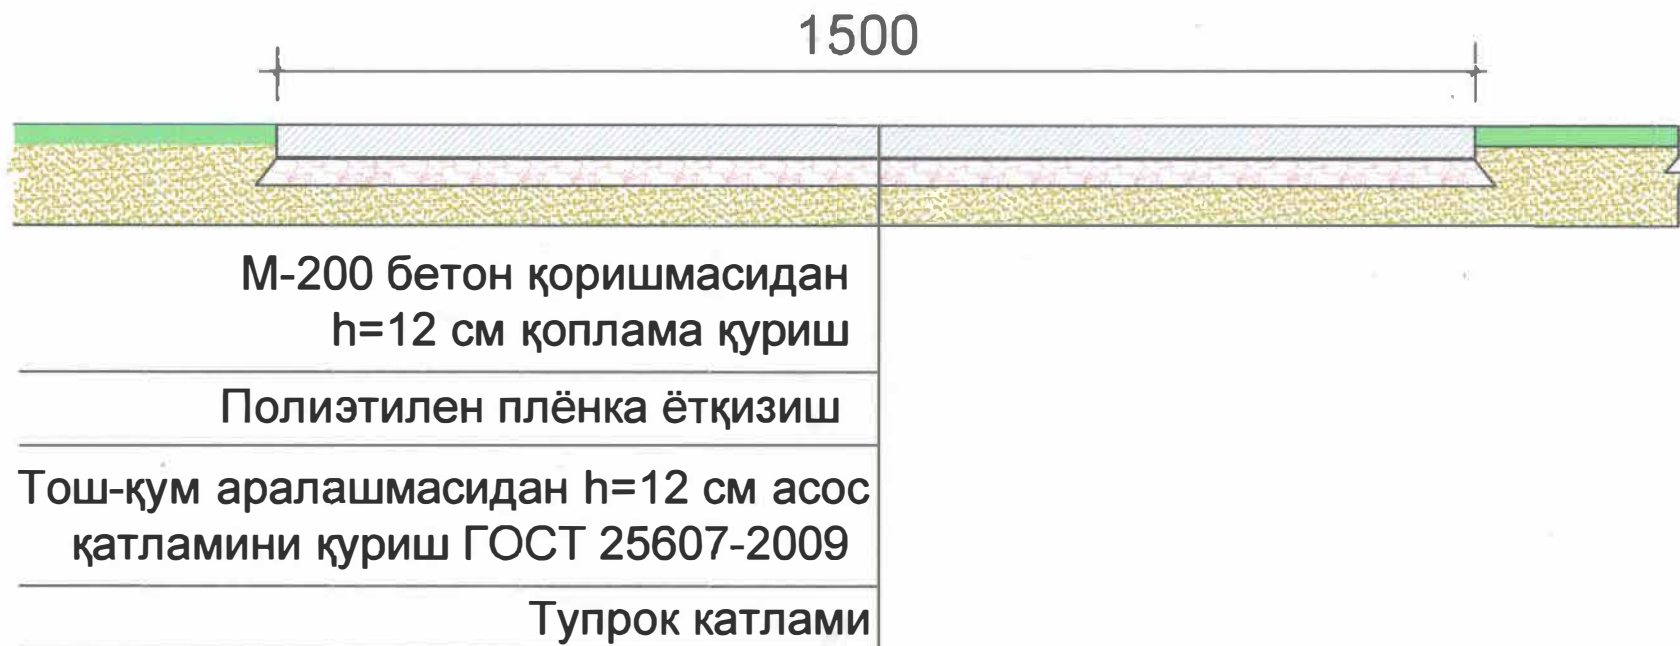 1500
М-200 бетон қоришмасидан
h=12 см қоплама қуриш
Полиэтилен плёнка ётқизиш
Тош-қум аралашмасидан h=12 см асос
қатламини қуриш ГОСТ 25607-2009
Тупрок катлами